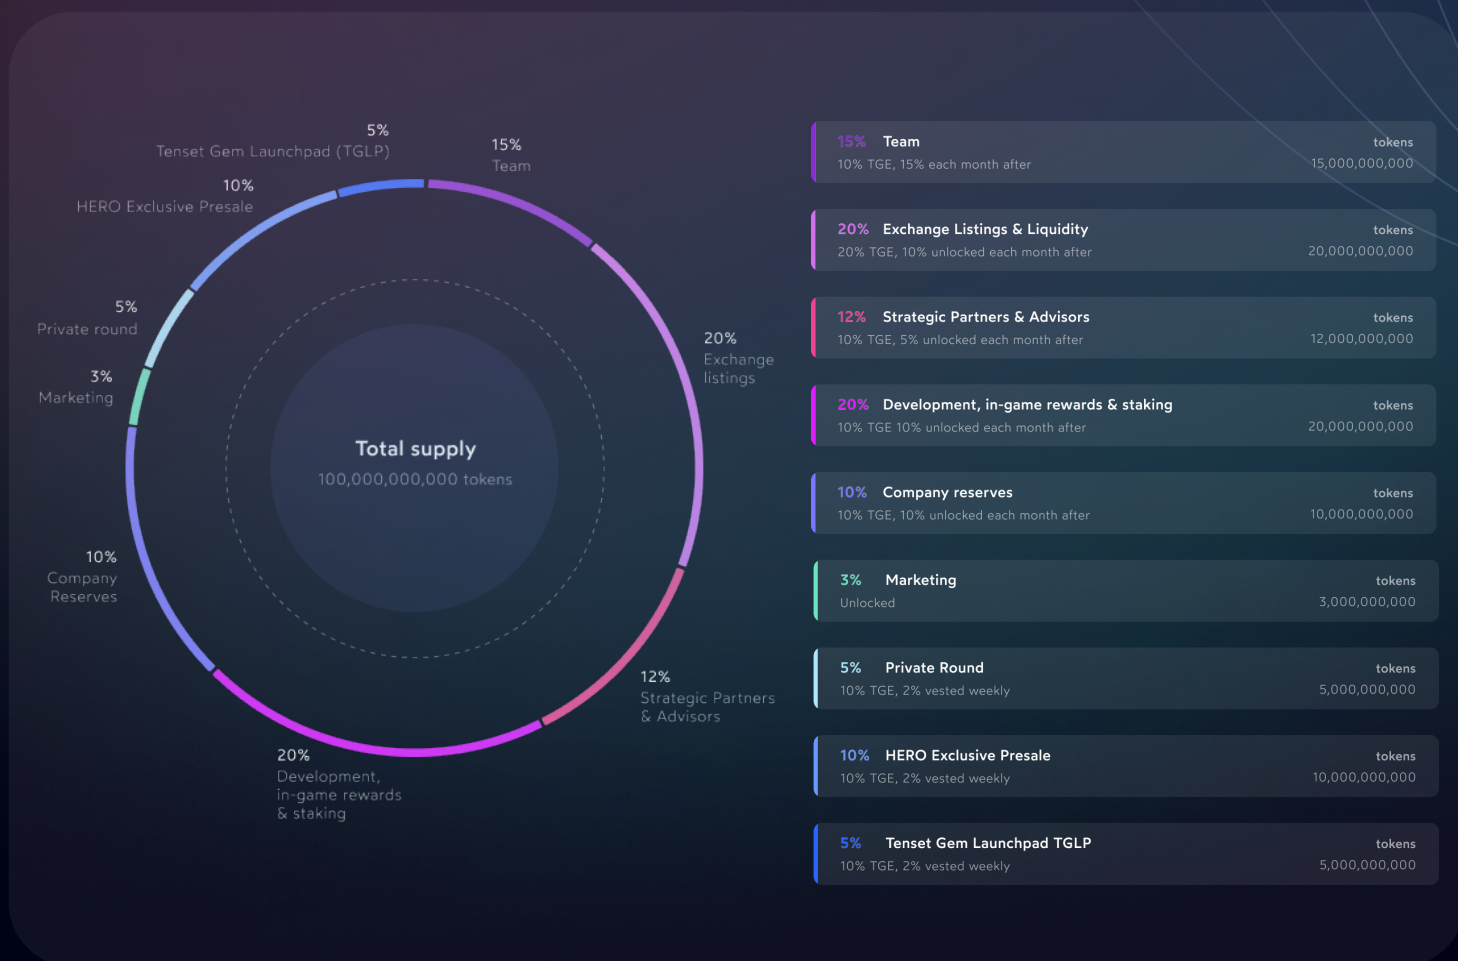 5%
Tenset Gem Launchpad (TGLP)
15%
Team
10%
HERO Exclusive Presale
5%
Private round
3%
Marketing
20%
Exchange
listings
Total supply
100,000,000,000 tokens
10%
Company
Reserves
12%
Strategic Partners
& Advisors
20%
Development,
in-game rewards
& staking
15% Team tokens
10% TGE, 15% each month after 15,000,000,000
20% Exchange Listings & Liquidity tokens
20% TGE, 10% unlocked each month after 20,000,000,000
12% Strategic Partners & Advisors tokens
10% TGE, 5% unlocked each month after 12,000,000,000
20% Development, in-game rewards & staking tokens
10% TGE 10% unlocked each month after 20,000,000,000
10% Company reserves tokens
10% TGE, 10% unlocked each month after 10,000,000,000
3% Marketing tokens
Unlocked 3,000,000,000
5% Private Round tokens
10% TGE, 2% vested weekly 5,000,000,000
10% HERO Exclusive Presale tokens
10% TGE, 2% vested weekly 10,000,000,000
5% Tenset Gem Launchpad TGLP tokens
10% TGE, 2% vested weekly 5,000,000,000